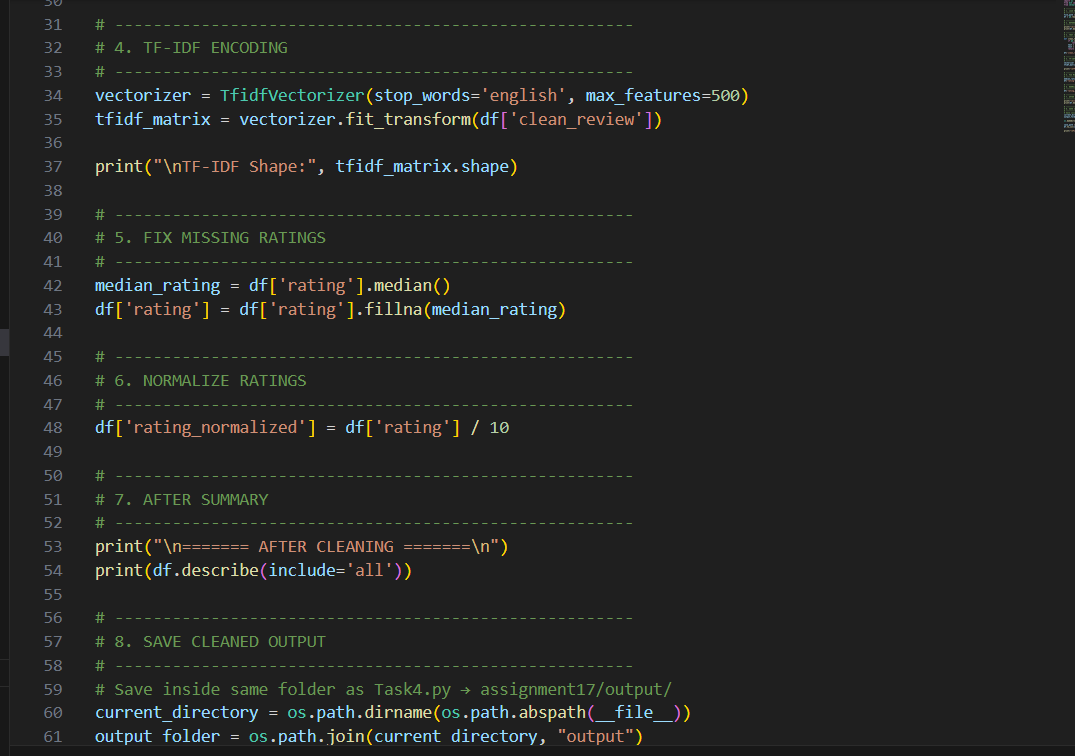 30
31 # ------------------------------------------------------
32 # 4. TF-IDF ENCODING
33 # ------------------------------------------------------
34 vectorizer = TfidfVectorizer(stop_words='english', max_features=500)
35 tfidf_matrix = vectorizer.fit_transform(df['clean_review'])
36
37 print("\nTF-IDF Shape:", tfidf_matrix.shape)
38
39 # ------------------------------------------------------
40 # 5. FIX MISSING RATINGS
41 # ------------------------------------------------------
42 median_rating = df['rating'].median()
43 df['rating'] = df['rating'].fillna(median_rating)
44
45 # ------------------------------------------------------
46 # 6. NORMALIZE RATINGS
47 # ------------------------------------------------------
48 df['rating_normalized'] = df['rating'] / 10
49
50 # ------------------------------------------------------
51 # 7. AFTER SUMMARY
52 # ------------------------------------------------------
53 print("\n======= AFTER CLEANING =======\n")
54 print(df.describe(include='all'))
55
56 # ------------------------------------------------------
57 # 8. SAVE CLEANED OUTPUT
58 # ------------------------------------------------------
59 # Save inside same folder as Task4.py → assignment17/output/
60 current_directory = os.path.dirname(os.path.abspath(__file__))
61 output_folder = os.path.join(current_directory, "output")